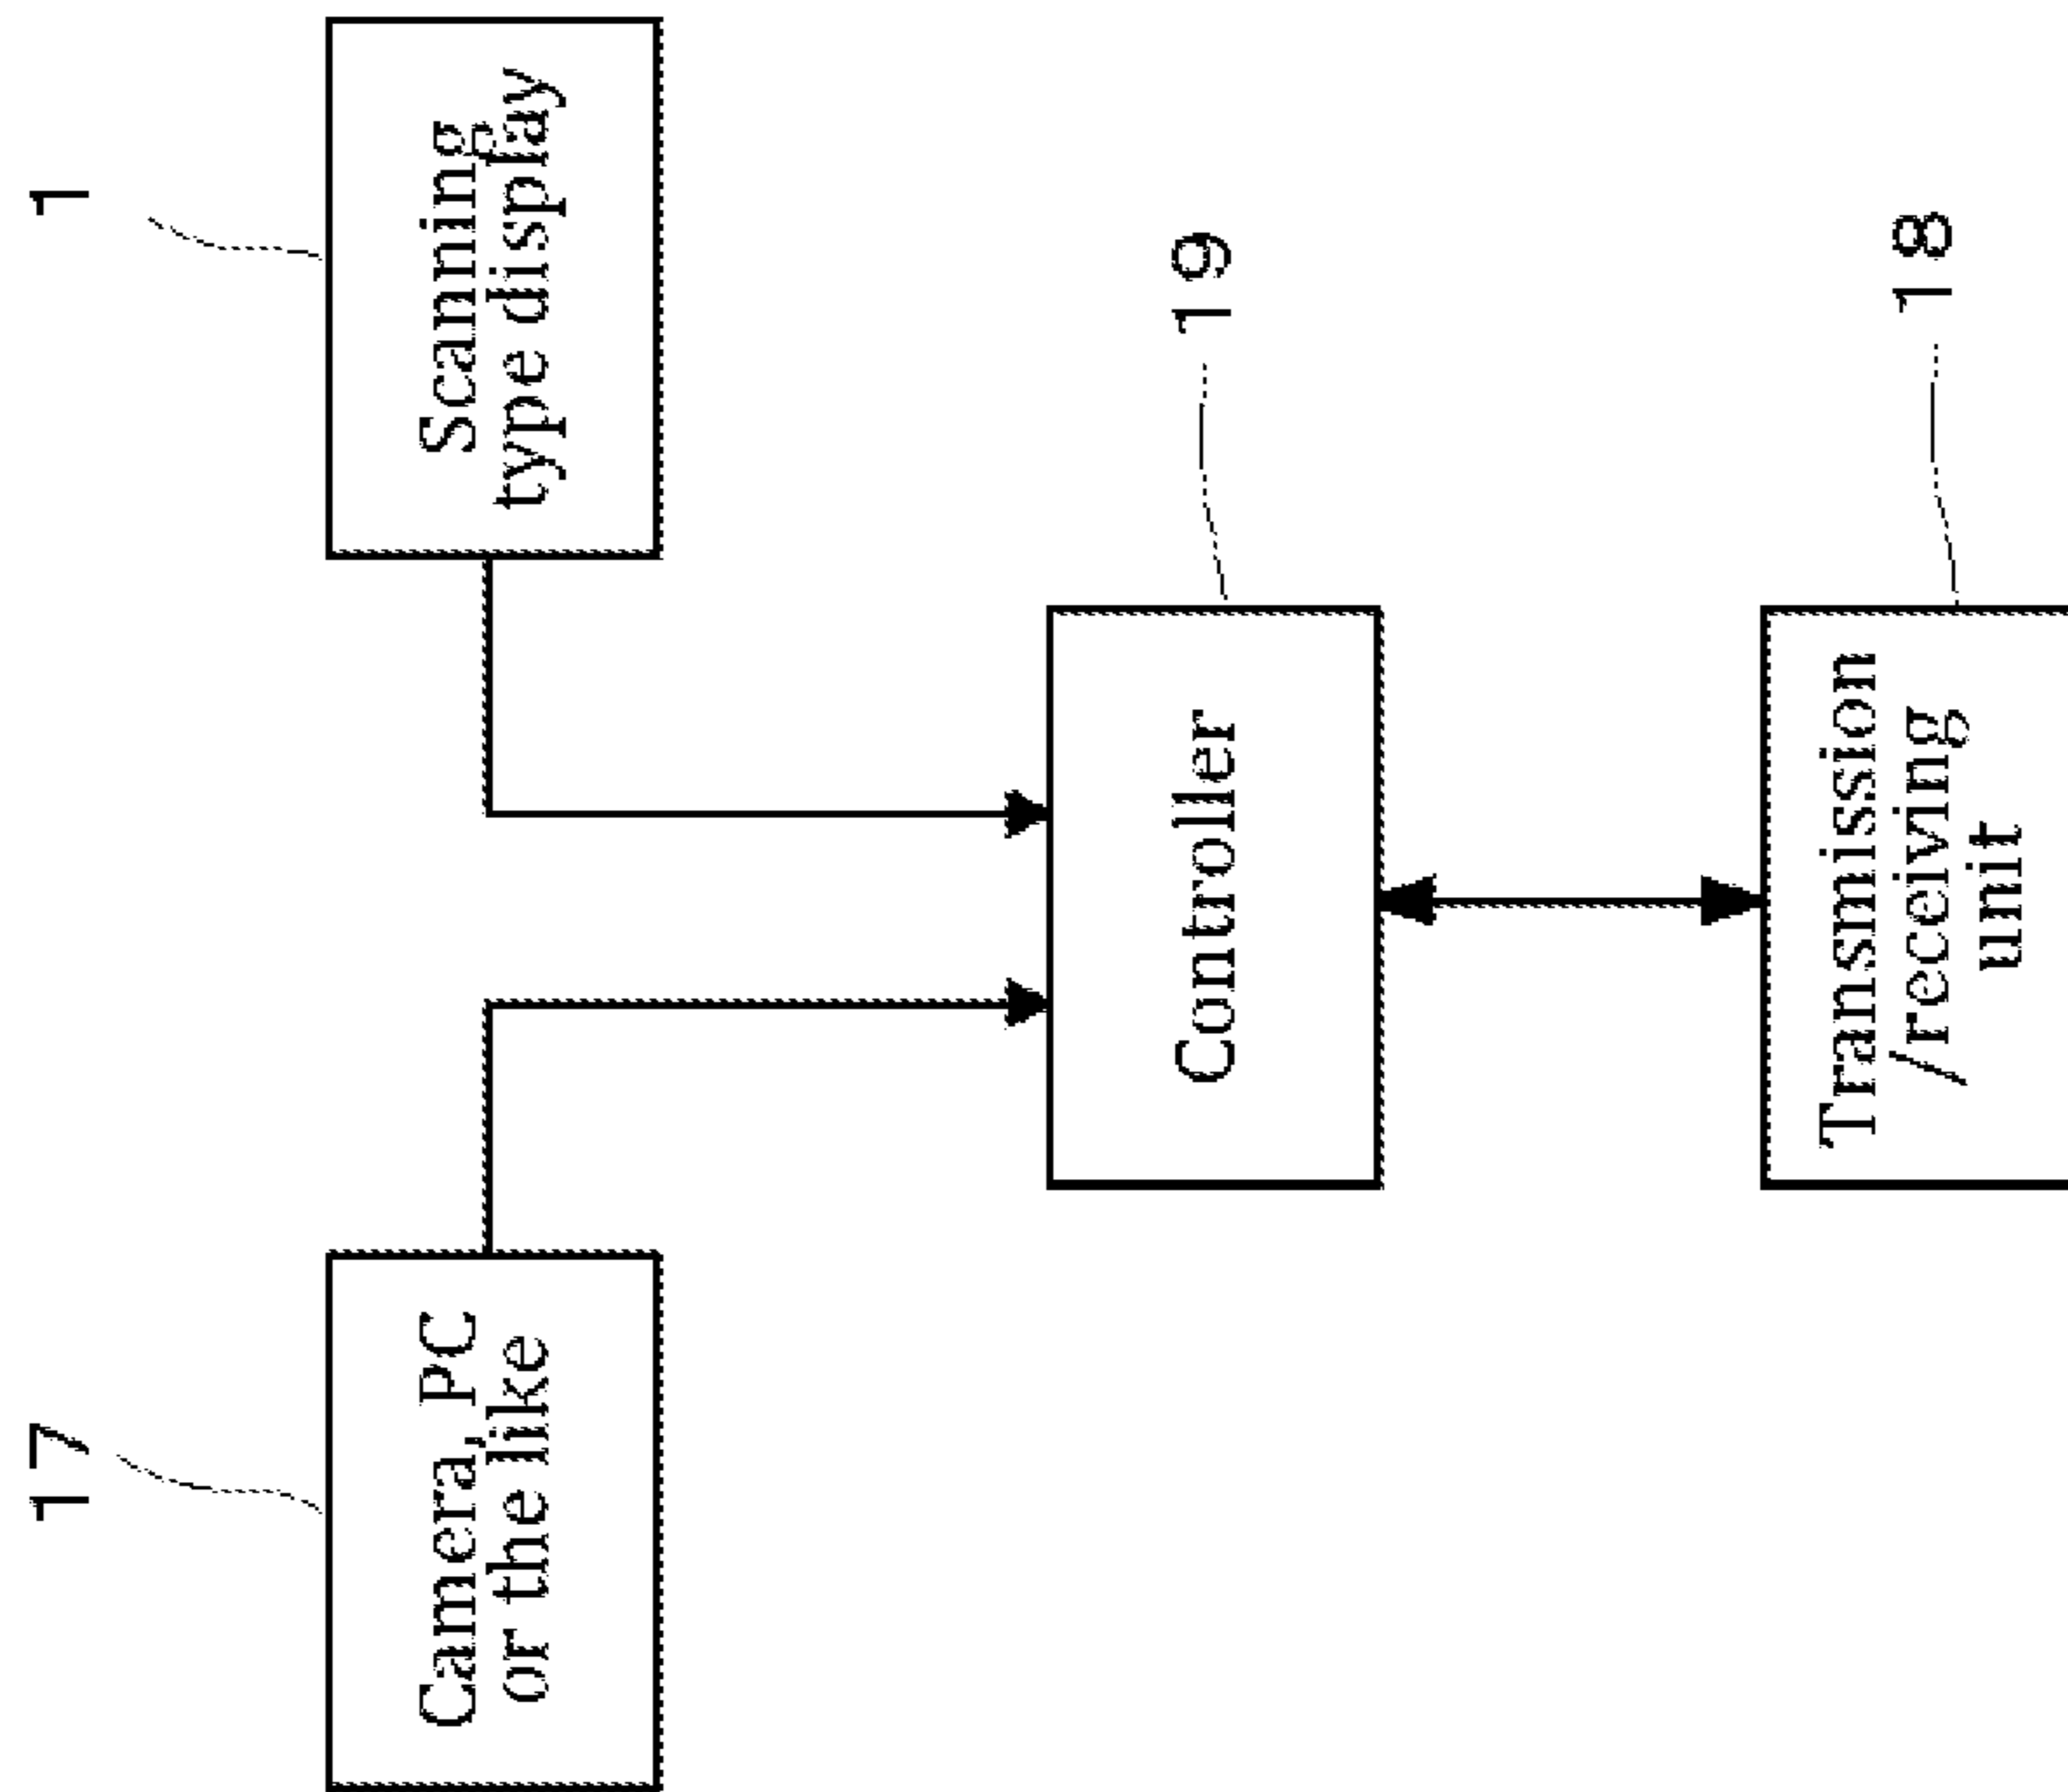 17
Camera, PC
or the like
1
Scanning
type display
19
Controller
18
Transmission
/receiving
unit